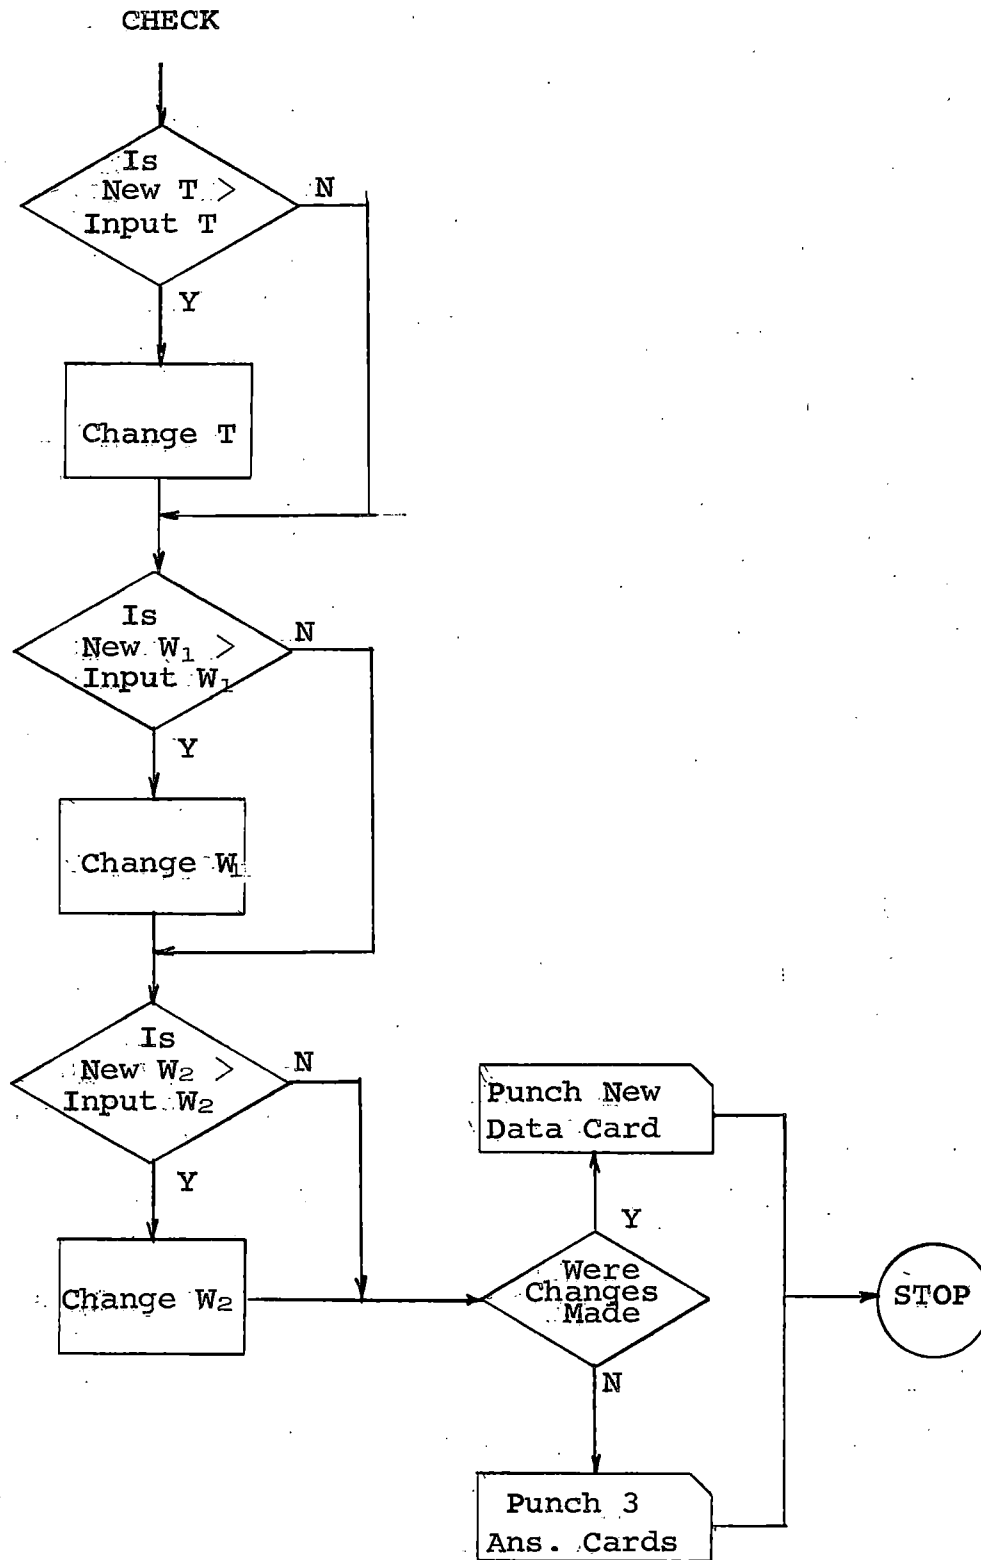 CHECK
Is
New T >
Input T
N
Y
Change T
Is
New W₁ >
Input W₁
N
Y
Change W₁
Is
New W₂ >
Input W₂
N
Y
Change W₂
Punch New
Data Card
Y
Were
Changes
Made
N
Punch 3
Ans. Cards
STOP